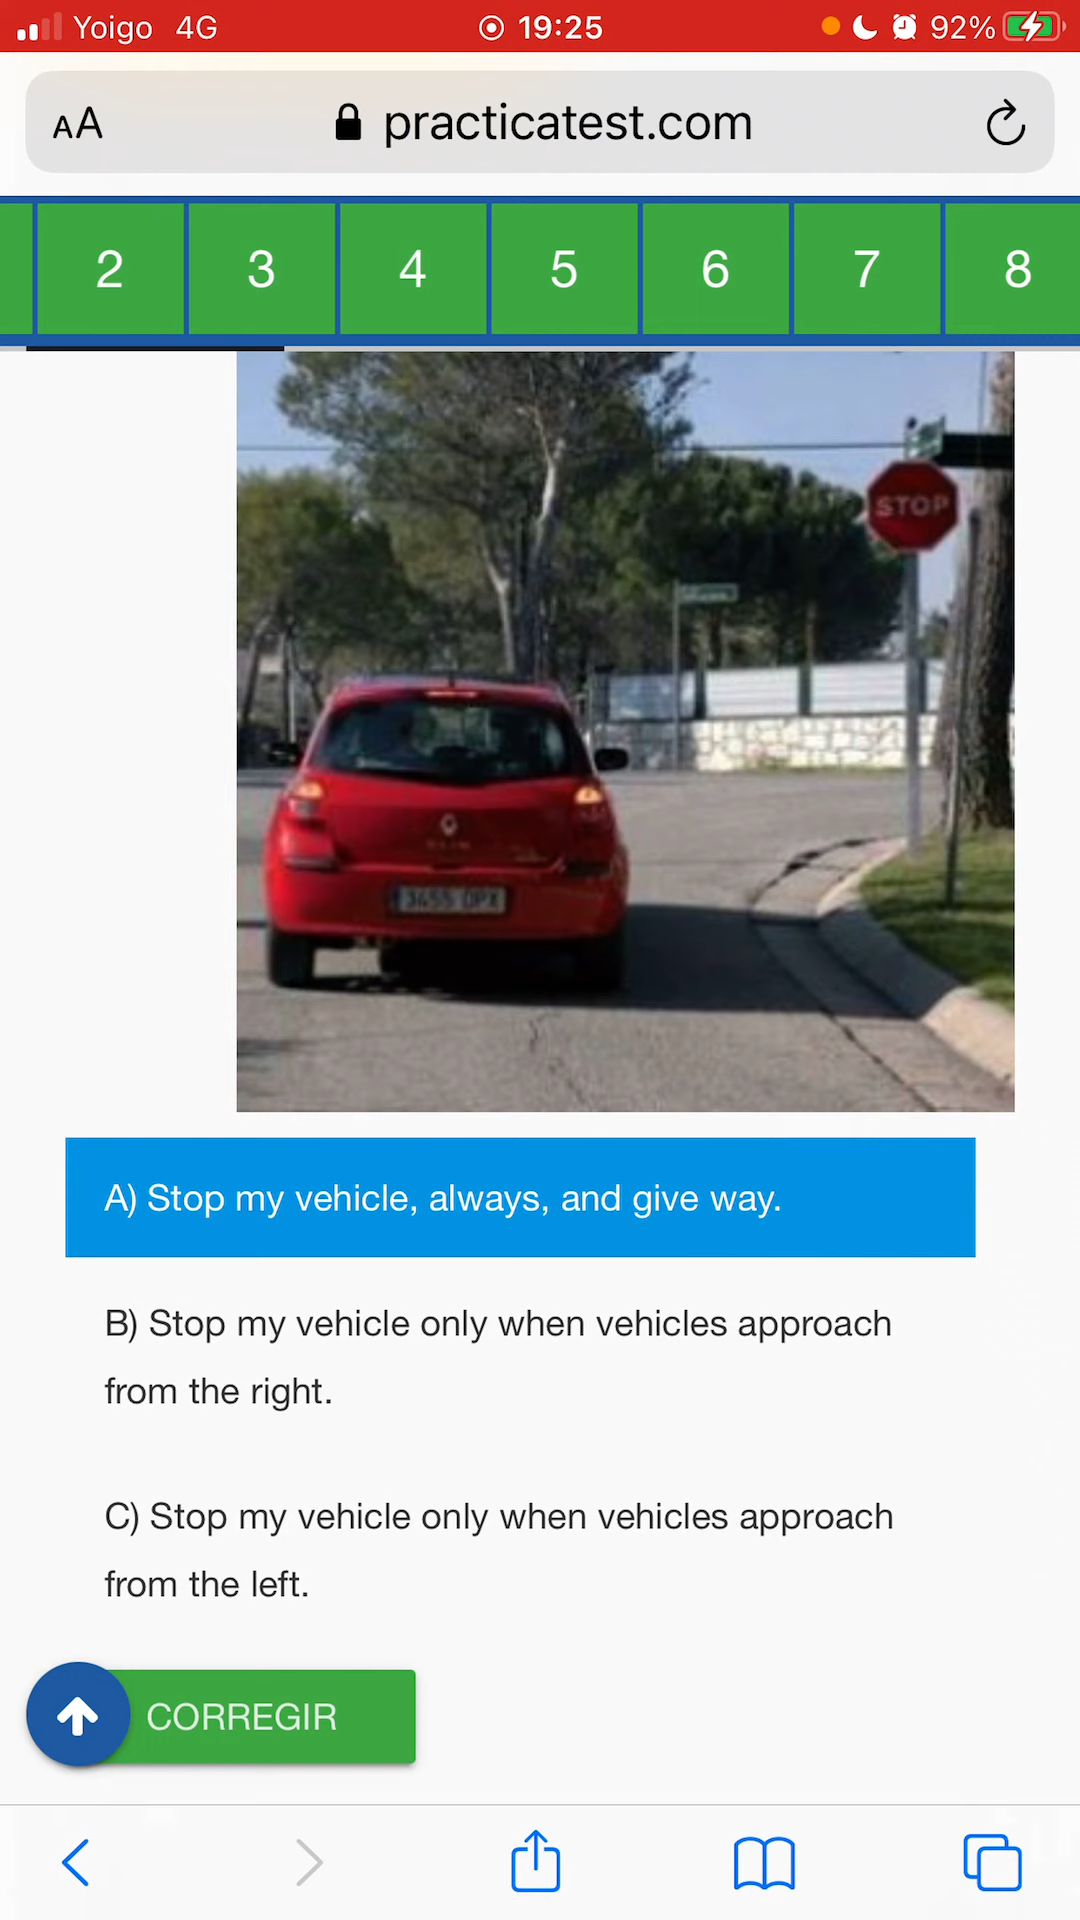 Yoigo 4G 19:25 92%
AA practicatest.com
2 3 4 5 6 7 8
STOP
A) Stop my vehicle, always, and give way.
B) Stop my vehicle only when vehicles approach
from the right.
C) Stop my vehicle only when vehicles approach
from the left.
CORREGIR